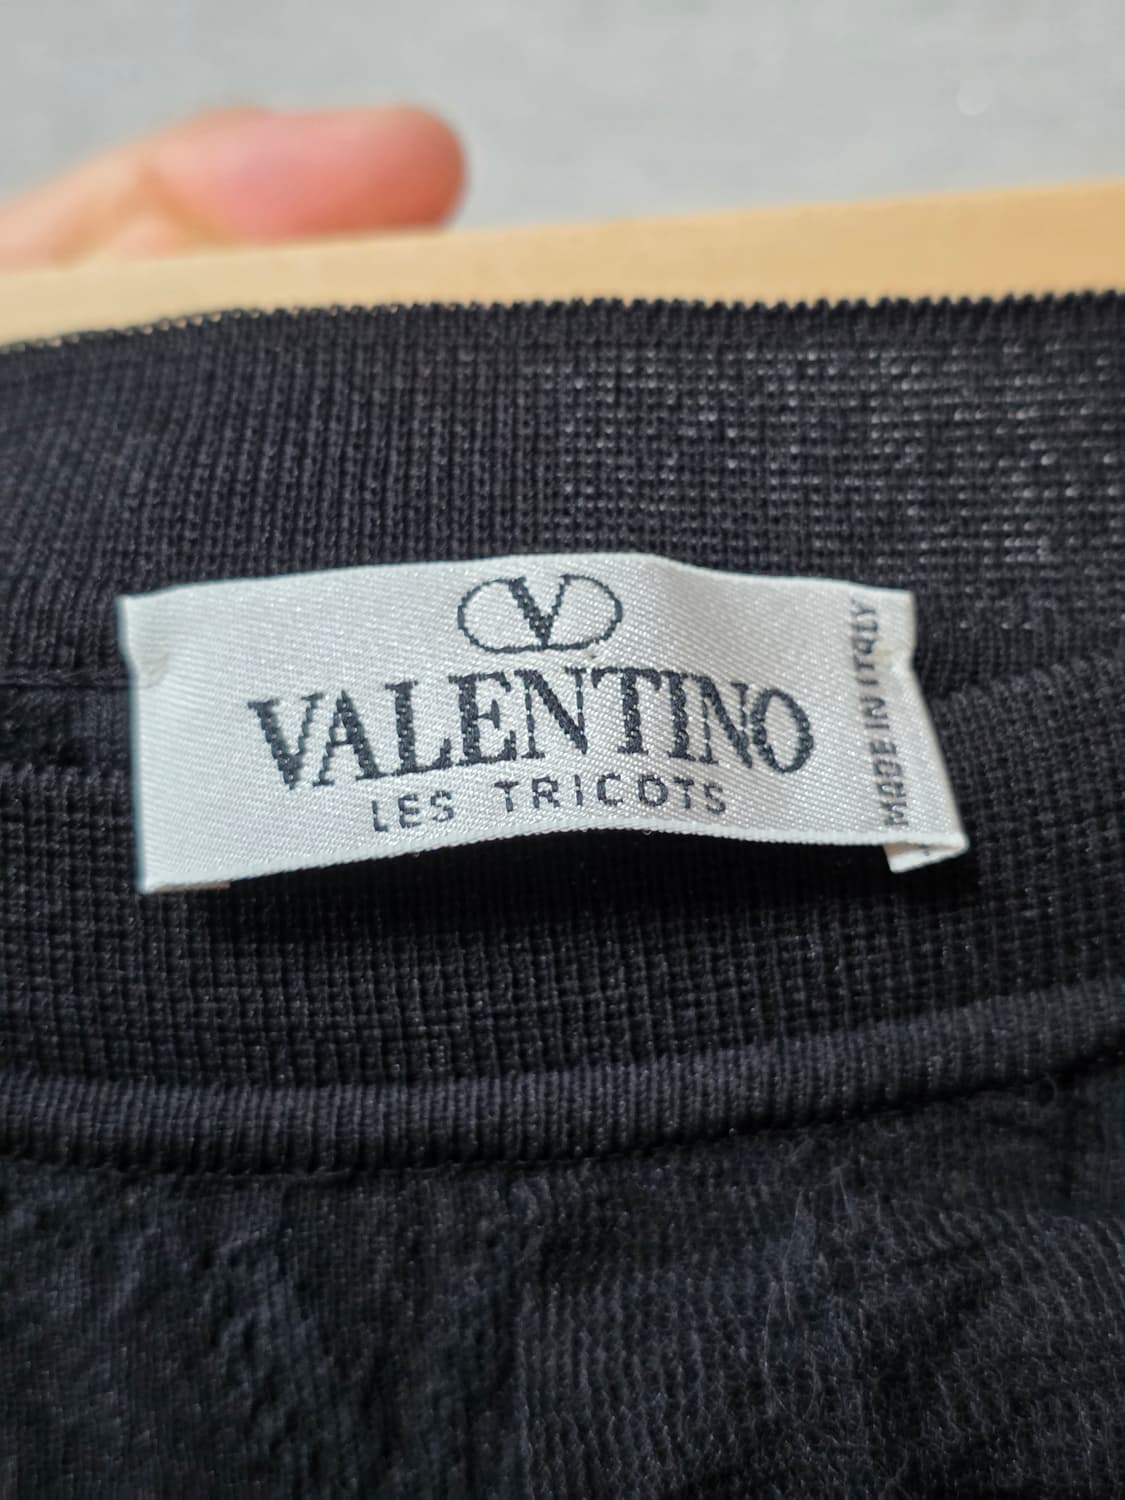 V
VALENTINO
LES TRICOTS
MADE IN ITALY